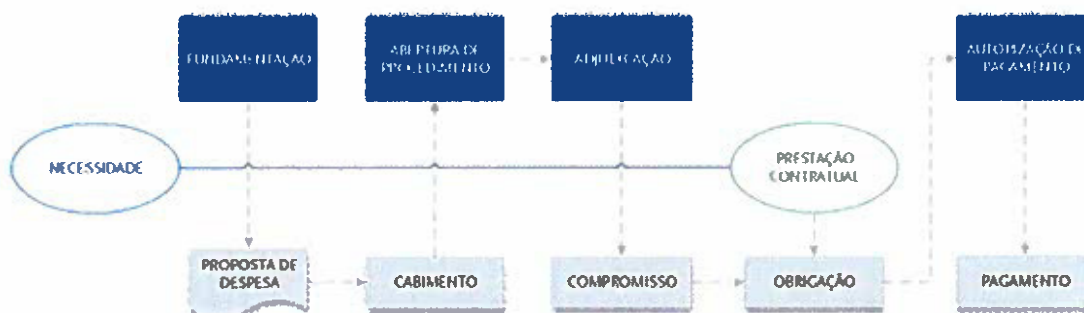 FUNDAMENTAÇÃO
ABERTURA DE
PROCEDIMENTO
ADJUDICAÇÃO
AUTORIZAÇÃO DE
PAGAMENTO
NECESSIDADE
PRESTAÇÃO
CONTRATUAL
PROPOSTA DE
DESPESA
CABIMENTO
COMPROMISSO
OBRIGAÇÃO
PAGAMENTO